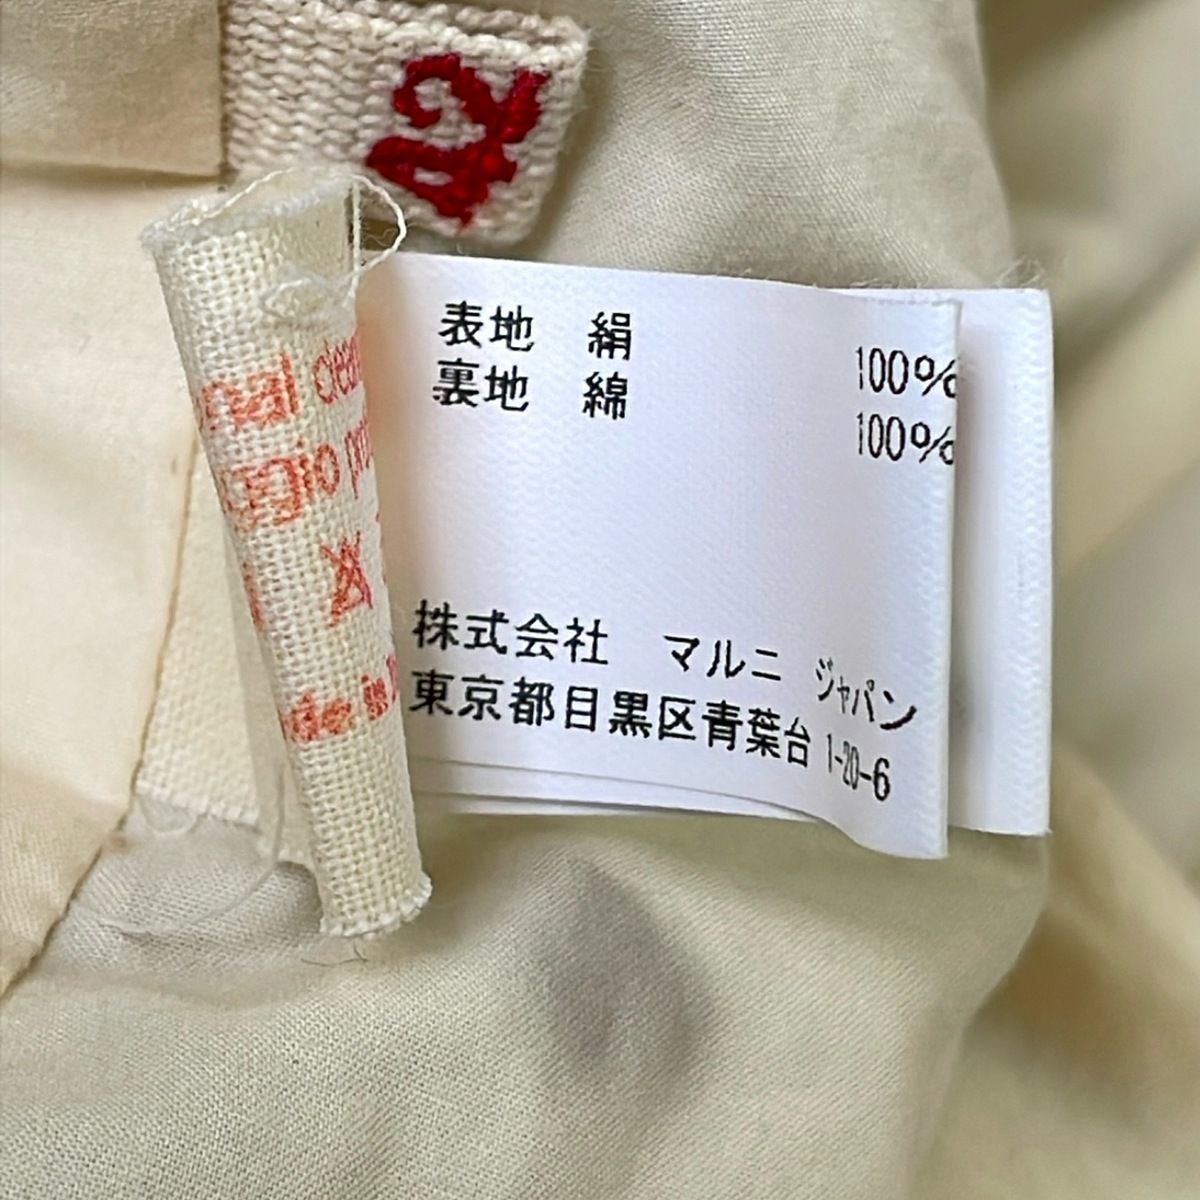 42
表地　絹　100%
裏地　綿　100%
株式会社　マルニ ジャパン
東京都目黒区青葉台 1-20-6